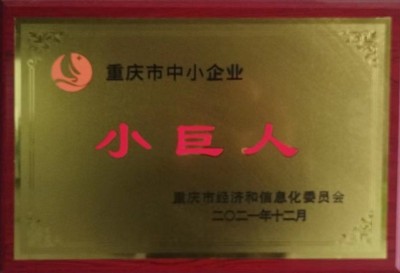 重庆市中小企业
小巨人
重庆市经济和信息化委员会
二〇二一年十二月